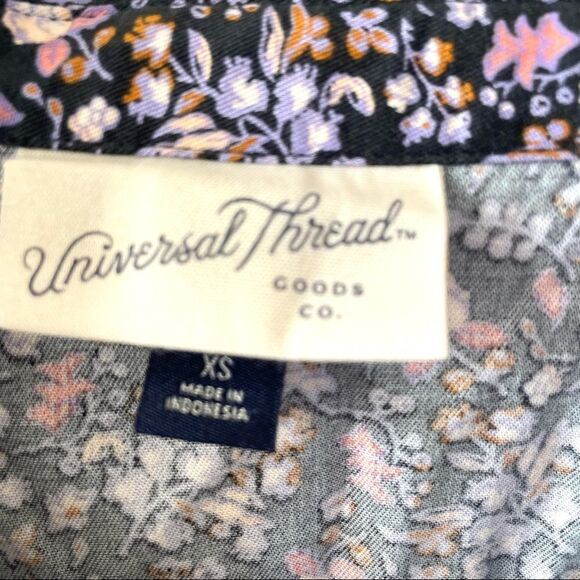 Universal Thread™
GOODS
CO.
XS
MADE IN
INDONESIA